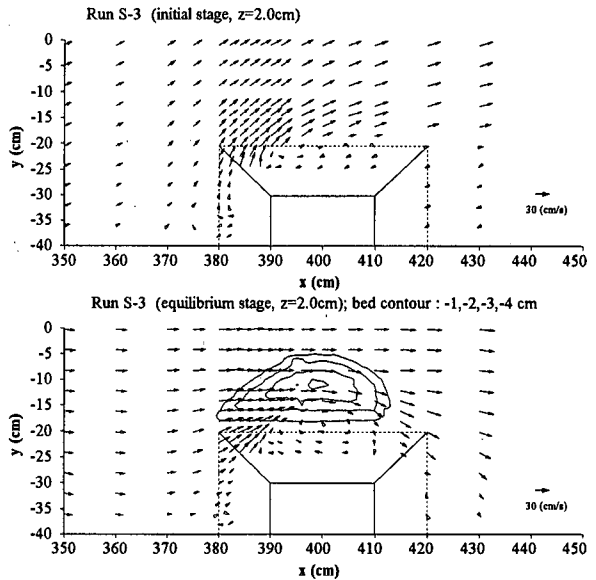 Run S-3 (initial stage, z=2.0cm)
0
-5
-10
-15
-20
-25
-30
-35
-40
y (cm)
30 (cm/s)
350 360 370 380 390 400 410 420 430 440 450
x (cm)
Run S-3 (equilibrium stage, z=2.0cm); bed contour : -1,-2,-3,-4 cm
0
-5
-10
-15
-20
-25
-30
-35
-40
y (cm)
30 (cm/s)
350 360 370 380 390 400 410 420 430 440 450
x (cm)